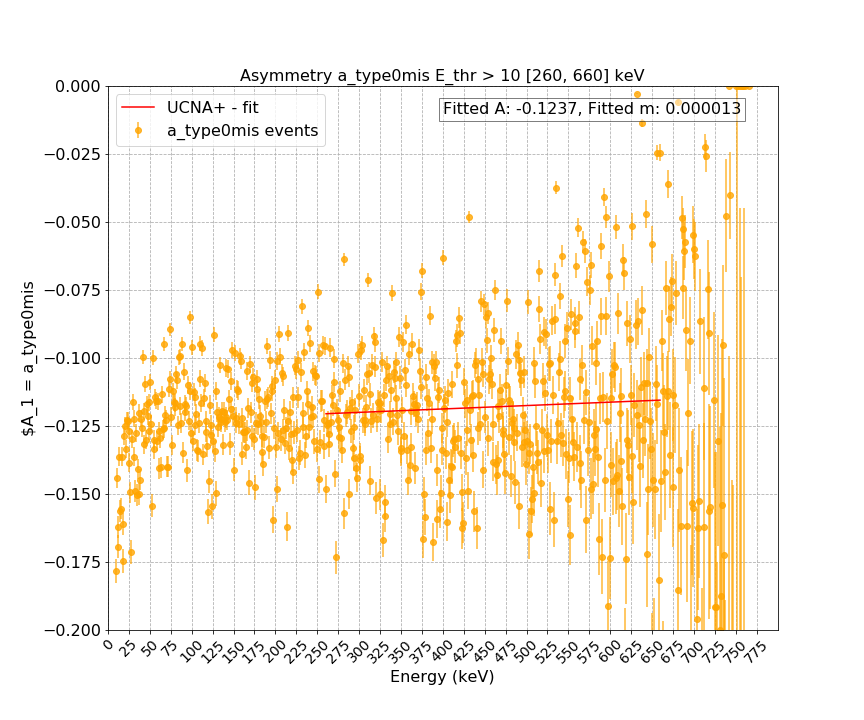 Asymmetry a_type0mis E_thr > 10 [260, 660] keV
UCNA+ - fit
a_type0mis events
Fitted A: -0.1237, Fitted m: 0.000013
0.000
−0.025
−0.050
−0.075
−0.100
−0.125
−0.150
−0.175
−0.200
$A_1 = a_type0mis
0 25 50 75 100 125 150 175 200 225 250 275 300 325 350 375 400 425 450 475 500 525 550 575 600 625 650 675 700 725 750 775
Energy (keV)